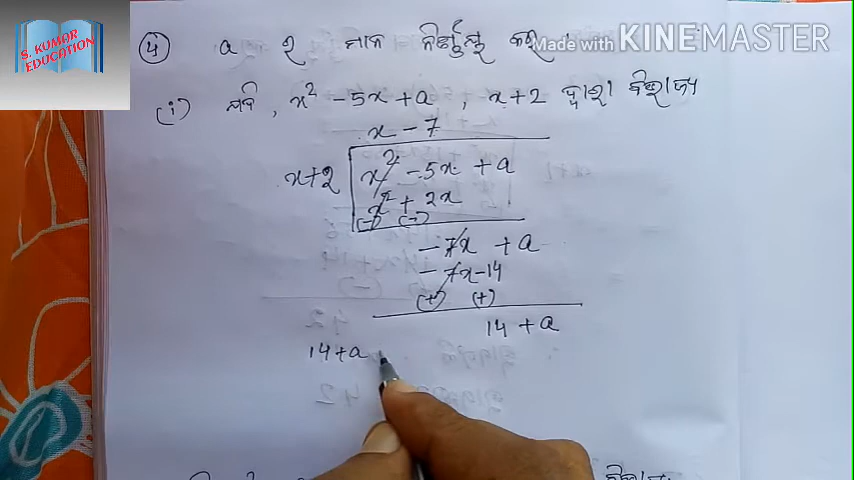 S. KUMAR
EDUCATION
Made with KINEMASTER
(4) a ର ମାନ ନିର୍ଣ୍ଣୟ କର
(i) ଯଦି, x² - 5x + a, x + 2 ଦ୍ୱାରା ବିଭାଜ୍ୟ
x - 7
x+2 x² - 5x + a
x² + 2x
(-) (-)
- 7x + a
- 7x - 14
(+) (+)
14 + a
14 + a